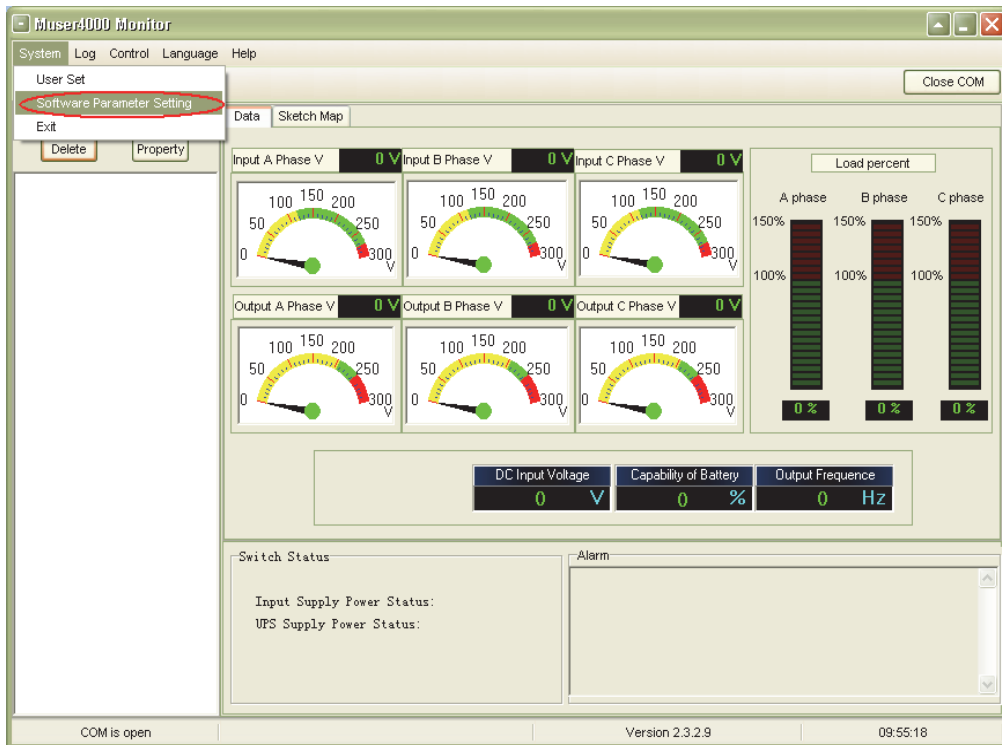 Muser4000 Monitor
System Log Control Language Help
User Set
Software Parameter Setting
Exit
Close COM
Delete Property
Data Sketch Map
Input A Phase V 0 V Input B Phase V 0 V Input C Phase V 0 V
0 50 100 150 200 250 300 V
0 50 100 150 200 250 300 V
0 50 100 150 200 250 300 V
Output A Phase V 0 V Output B Phase V 0 V Output C Phase V 0 V
0 50 100 150 200 250 300 V
0 50 100 150 200 250 300 V
0 50 100 150 200 250 300 V
Load percent
A phase B phase C phase
150% 150% 150%
100% 100% 100%
0 % 0 % 0 %
DC Input Voltage Capability of Battery Output Frequence
0 V 0 % 0 Hz
Switch Status
Input Supply Power Status:
UPS Supply Power Status:
Alarm
COM is open Version 2.3.2.9 09:55:18